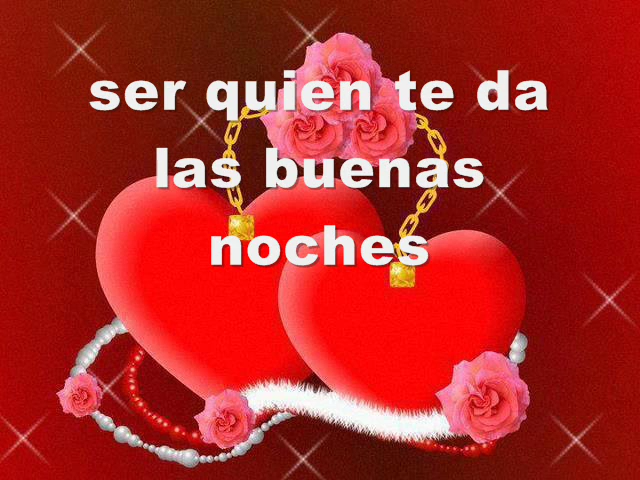 ser quien te da
las buenas
noches